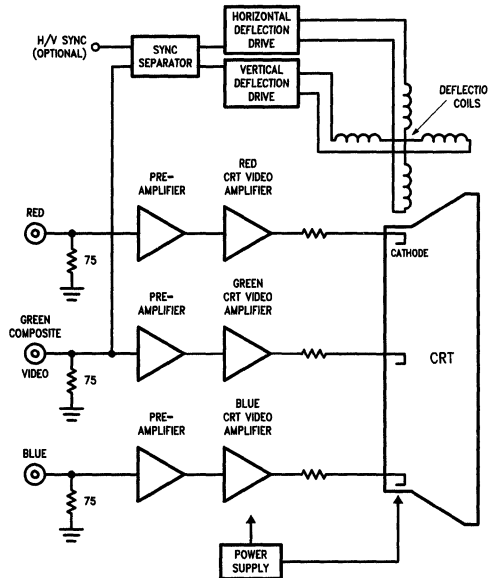 H/V SYNC
(OPTIONAL)
SYNC
SEPARATOR
HORIZONTAL
DEFLECTION
DRIVE
VERTICAL
DEFLECTION
DRIVE
DEFLECTIO
COILS
RED
75
PRE-
AMPLIFIER
RED
CRT VIDEO
AMPLIFIER
CATHODE
GREEN
COMPOSITE
VIDEO
75
PRE-
AMPLIFIER
GREEN
CRT VIDEO
AMPLIFIER
CRT
BLUE
75
PRE-
AMPLIFIER
BLUE
CRT VIDEO
AMPLIFIER
POWER
SUPPLY